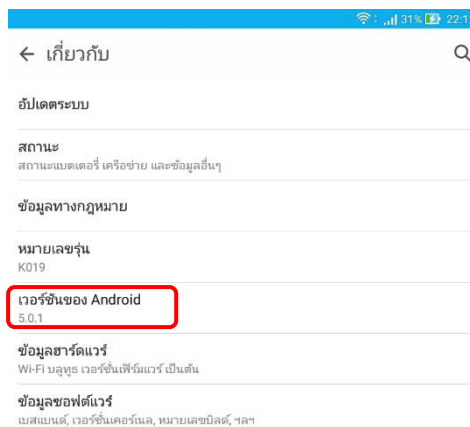 31% 22:1
เกี่ยวกับ
อัปเดตระบบ
สถานะ
สถานะแบตเตอรี่ เครือข่าย และข้อมูลอื่นๆ
ข้อมูลทางกฎหมาย
หมายเลขรุ่น
K019
เวอร์ชันของ Android
5.0.1
ข้อมูลฮาร์ดแวร์
Wi-Fi บลูทูธ เวอร์ชั่นเฟิร์มแวร์ เป็นต้น
ข้อมูลซอฟต์แวร์
เบสแบนด์, เวอร์ชั่นเคอร์เนล, หมายเลขบิลด์, ฯลฯ